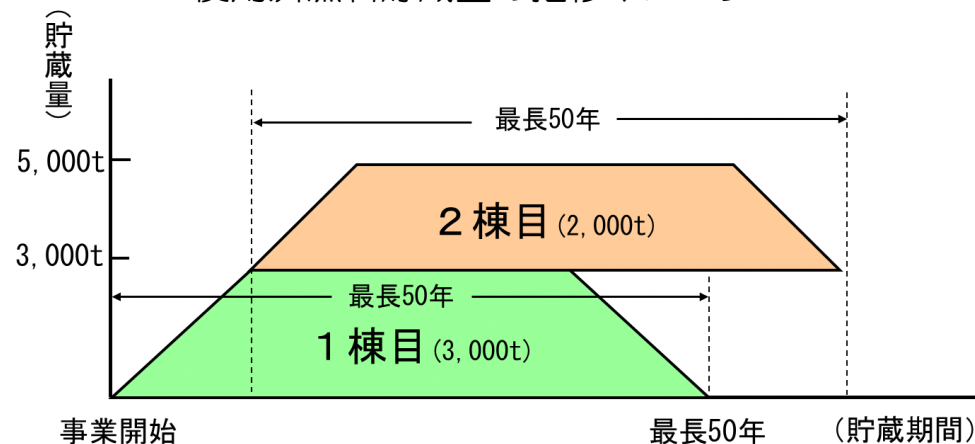 （貯蔵量）
最長50年
5,000t
2棟目(2,000t)
3,000t
最長50年
1棟目(3,000t)
事業開始
最長50年
（貯蔵期間）